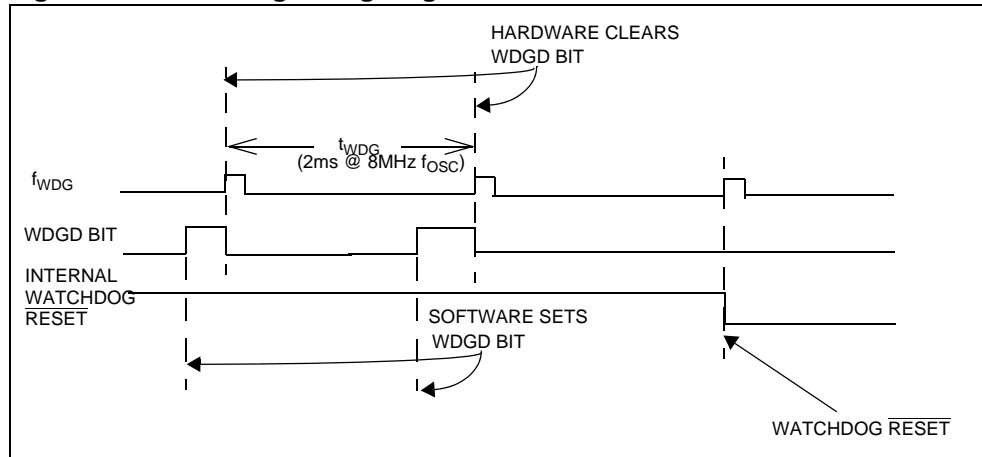 HARDWARE CLEARS
WDGD BIT
tWDG
(2ms @ 8MHz fOSC)
fWDG
WDGD BIT
INTERNAL
WATCHDOG
RESET
SOFTWARE SETS
WDGD BIT
WATCHDOG RESET